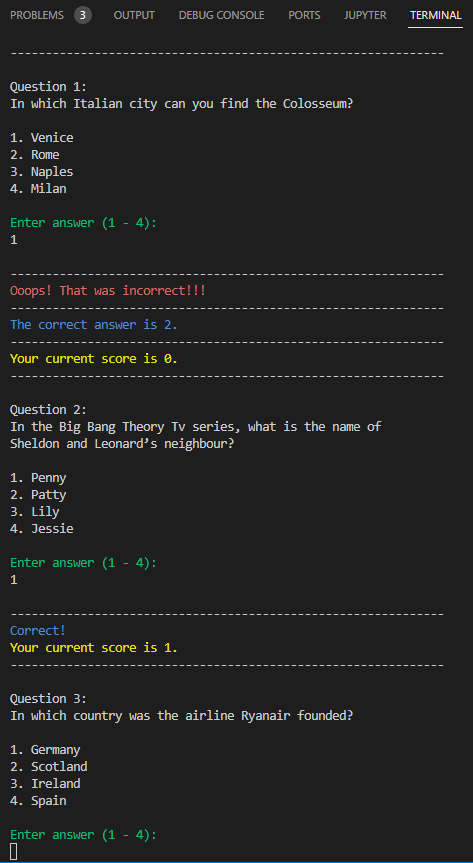 PROBLEMS 3 OUTPUT DEBUG CONSOLE PORTS JUPYTER TERMINAL
--------------------------------------------------------------
Question 1:
In which Italian city can you find the Colosseum?
1. Venice
2. Rome
3. Naples
4. Milan
Enter answer (1 - 4):
1
--------------------------------------------------------------
Ooops! That was incorrect!!!
--------------------------------------------------------------
The correct answer is 2.
--------------------------------------------------------------
Your current score is 0.
--------------------------------------------------------------
Question 2:
In the Big Bang Theory Tv series, what is the name of
Sheldon and Leonard’s neighbour?
1. Penny
2. Patty
3. Lily
4. Jessie
Enter answer (1 - 4):
1
--------------------------------------------------------------
Correct!
Your current score is 1.
--------------------------------------------------------------
Question 3:
In which country was the airline Ryanair founded?
1. Germany
2. Scotland
3. Ireland
4. Spain
Enter answer (1 - 4):